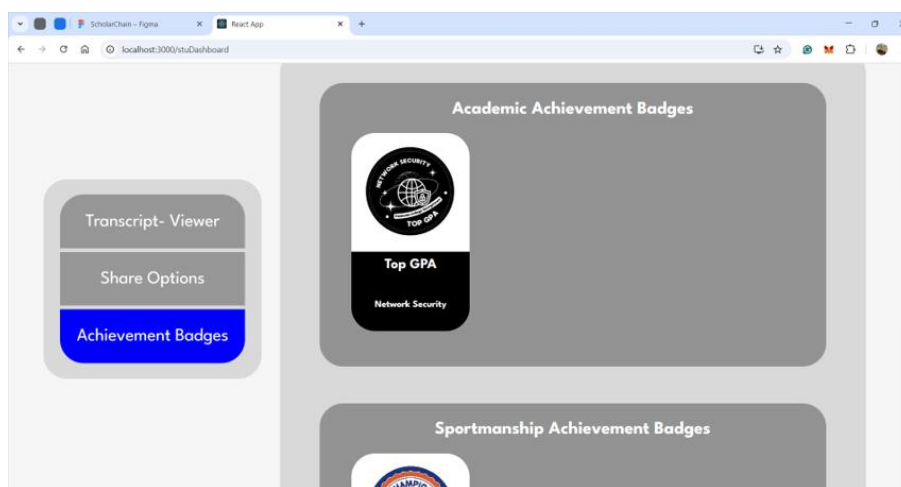 ScholarChain – Figma
React App
localhost:3000/stuDashboard
Academic Achievement Badges
NETWORK SECURITY
TOP GPA
Top GPA
Network Security
Transcript- Viewer
Share Options
Achievement Badges
Sportmanship Achievement Badges